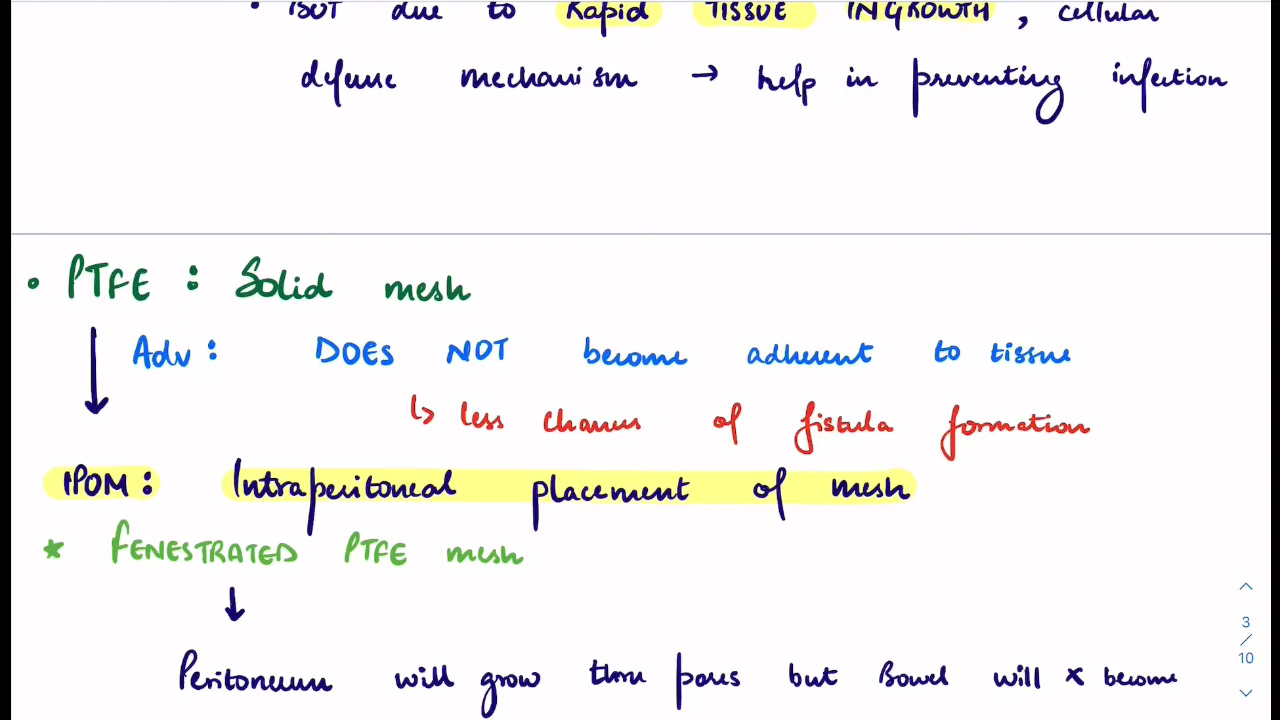 • BUT due to Rapid TISSUE INGROWTH, cellular
defense mechanism → help in preventing infection
• PTFE : Solid mesh
Adv : DOES NOT become adherent to tissue
↳ less chances of fistula formation
IPOM : Intraperitoneal placement of mesh
* FENESTRATED PTFE mesh
↓
Peritoneum will grow thru pores but Bowel will x become
3
/
10